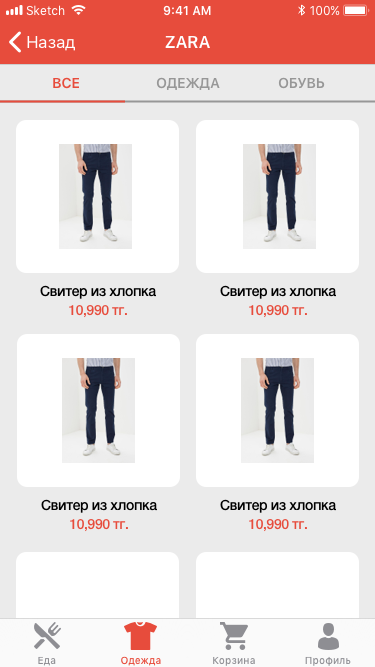 Sketch 9:41 AM 100%
Назад ZARA
ВСЕ ОДЕЖДА ОБУВЬ
Свитер из хлопка Свитер из хлопка
10,990 тг. 10,990 тг.
Свитер из хлопка Свитер из хлопка
10,990 тг. 10,990 тг.
Еда Одежда Корзина Профиль